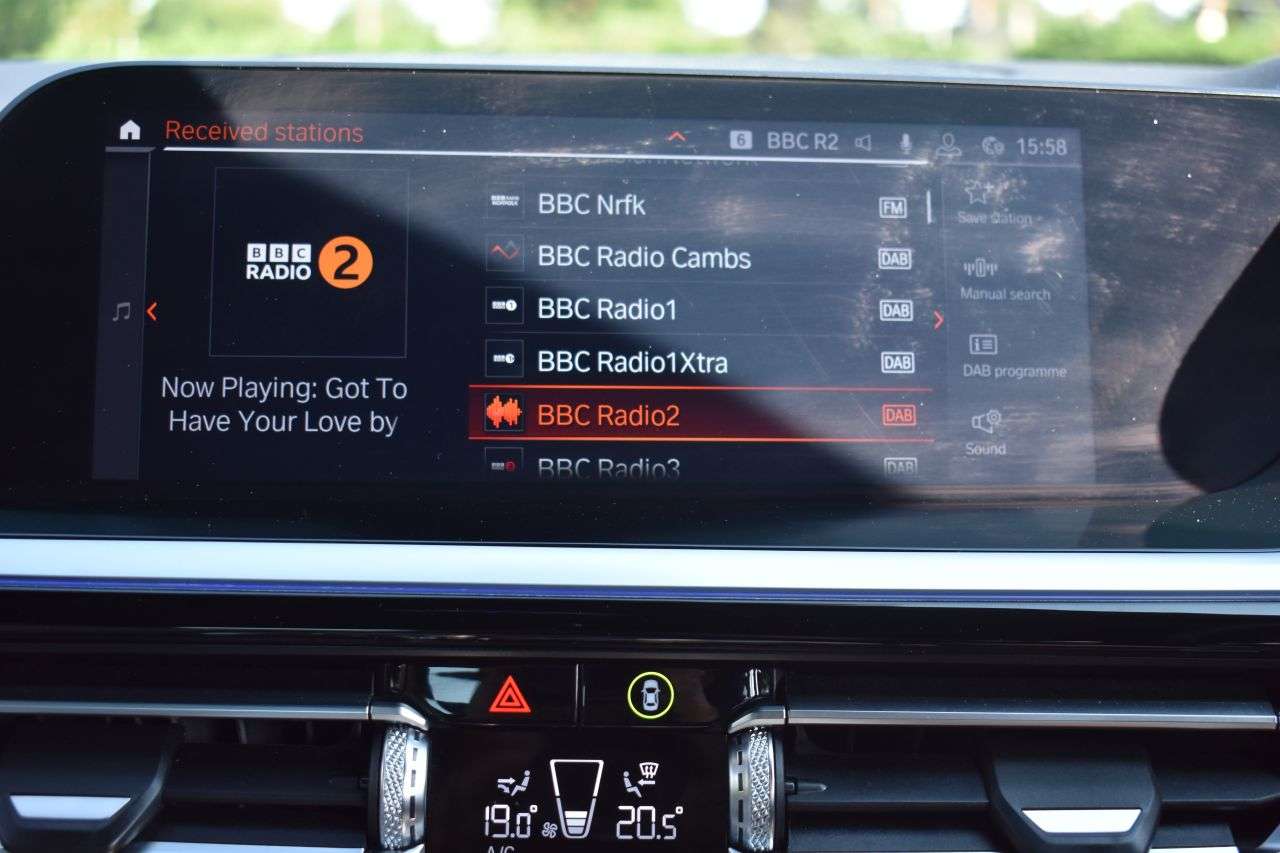 Received stations
6 BBC R2 15:58
BBC
RADIO 2
Now Playing: Got To
Have Your Love by
BBC Nrfk FM
BBC Radio Cambs DAB
BBC Radio1 DAB
BBC Radio1Xtra DAB
BBC Radio2 DAB
BBC Radio3 DAB
Save station
Manual search
DAB programme
Sound
19.0° 20.5°
A/C